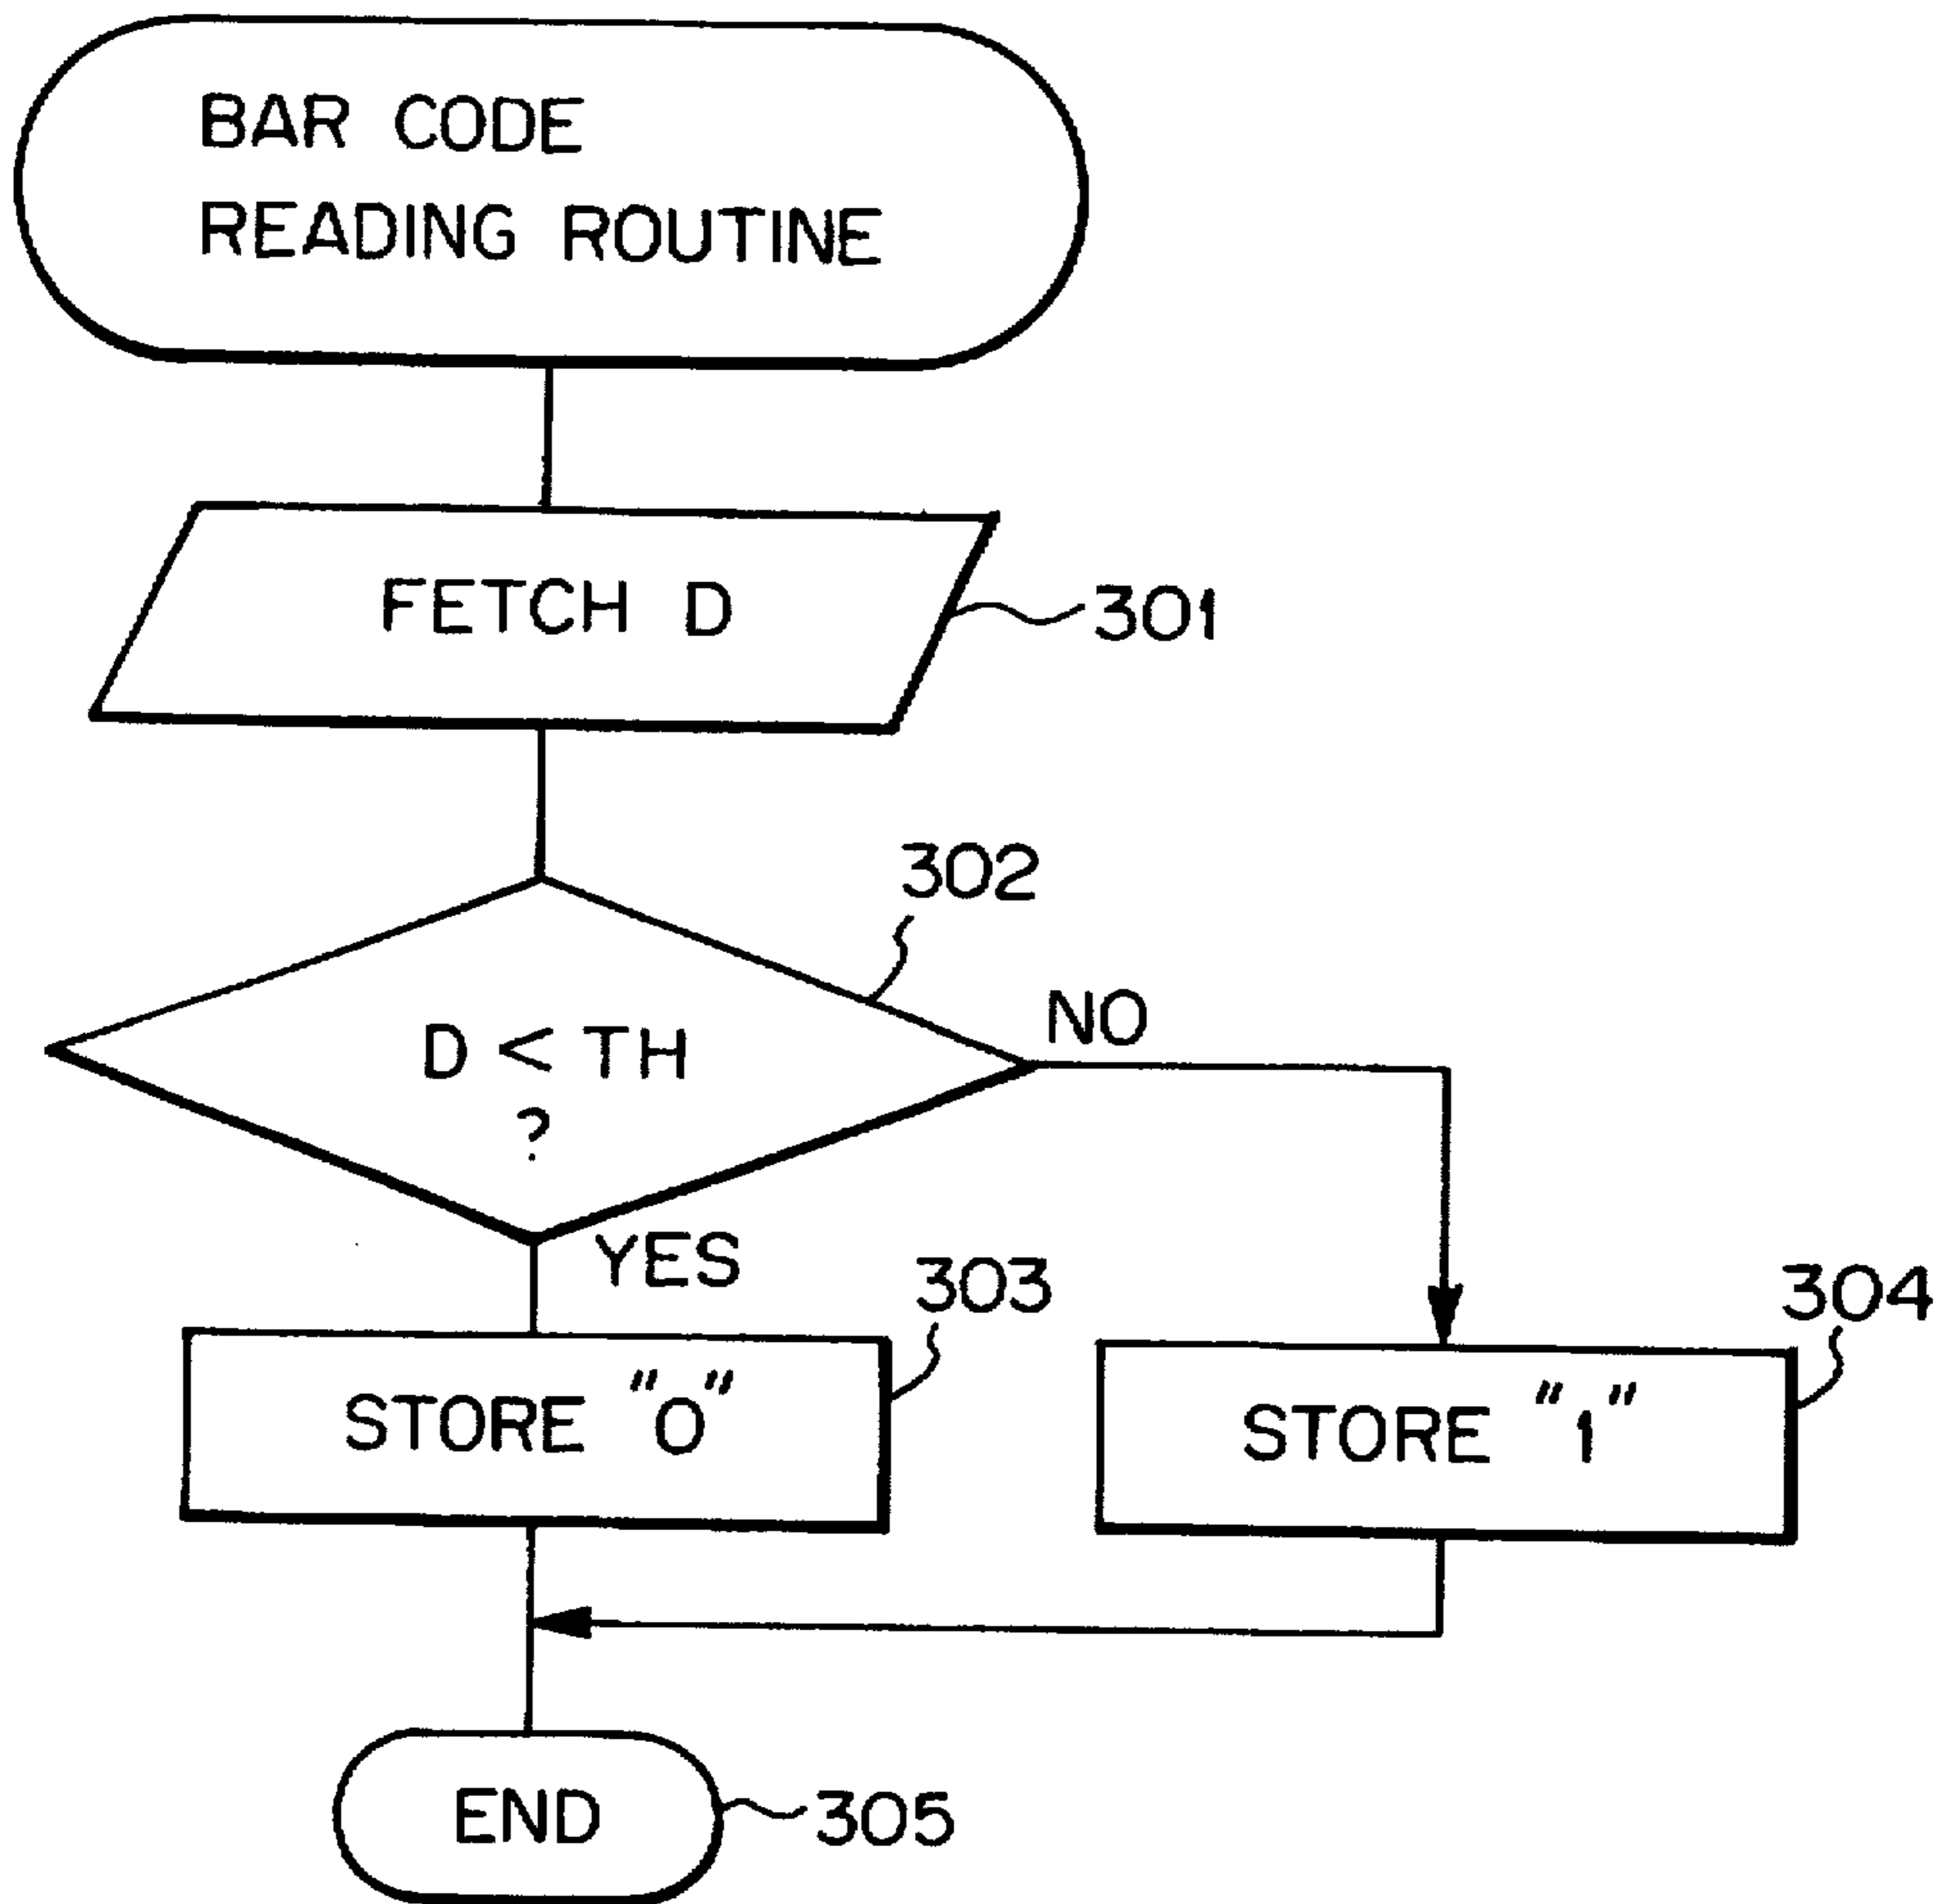 BAR CODE
READING ROUTINE
FETCH D
301
302
D < TH
?
NO
YES
303
304
STORE "0"
STORE "1"
END
305